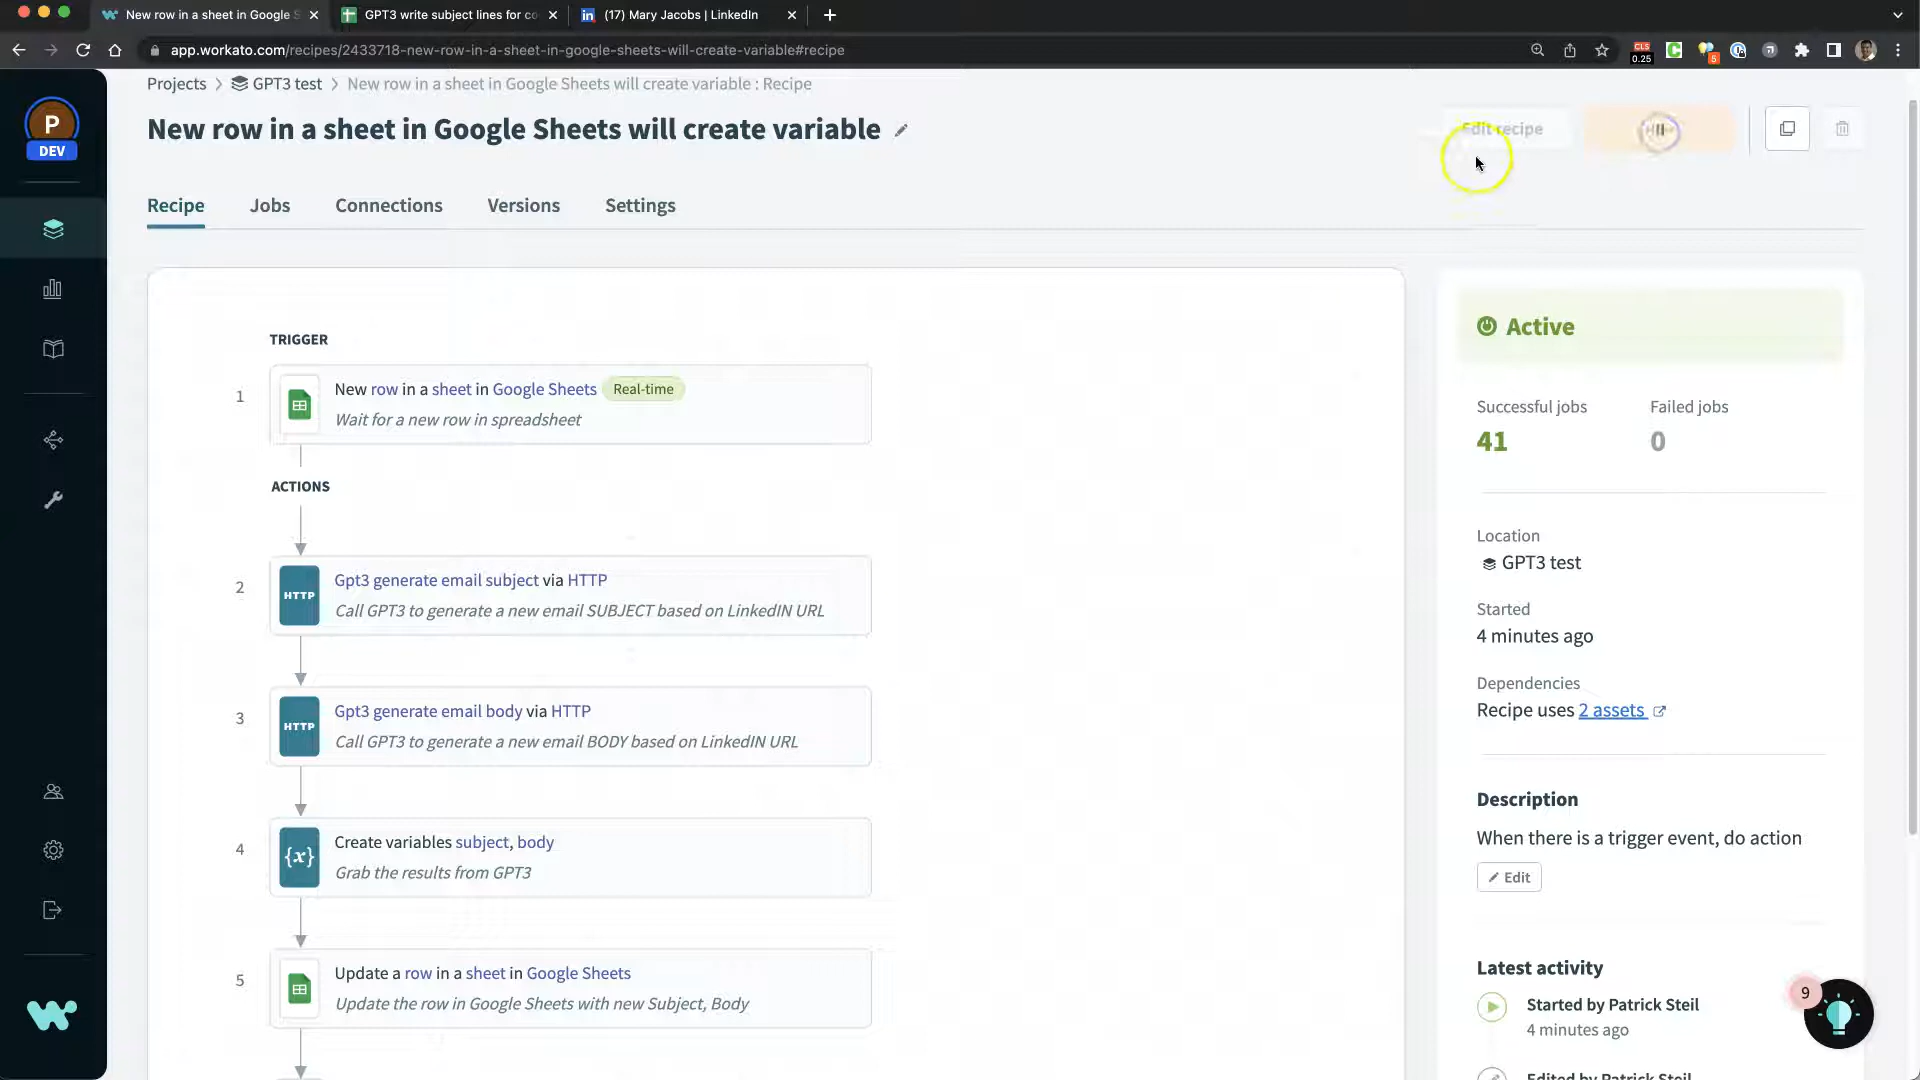 New row in a sheet in Google S
GPT3 write subject lines for co
(17) Mary Jacobs | LinkedIn
app.workato.com/recipes/2433718-new-row-in-a-sheet-in-google-sheets-will-create-variable#recipe
CLS
0.25
5
Projects > GPT3 test > New row in a sheet in Google Sheets will create variable : Recipe
P
DEV
New row in a sheet in Google Sheets will create variable
Edit recipe
Recipe
Jobs
Connections
Versions
Settings
TRIGGER
1
New row in a sheet in Google Sheets Real-time
Wait for a new row in spreadsheet
ACTIONS
2
HTTP
Gpt3 generate email subject via HTTP
Call GPT3 to generate a new email SUBJECT based on LinkedIN URL
3
HTTP
Gpt3 generate email body via HTTP
Call GPT3 to generate a new email BODY based on LinkedIN URL
4
{x}
Create variables subject, body
Grab the results from GPT3
5
Update a row in a sheet in Google Sheets
Update the row in Google Sheets with new Subject, Body
Active
Successful jobs
Failed jobs
41
0
Location
GPT3 test
Started
4 minutes ago
Dependencies
Recipe uses 2 assets
Description
When there is a trigger event, do action
Edit
Latest activity
Started by Patrick Steil
4 minutes ago
Edited by Patrick Steil
9